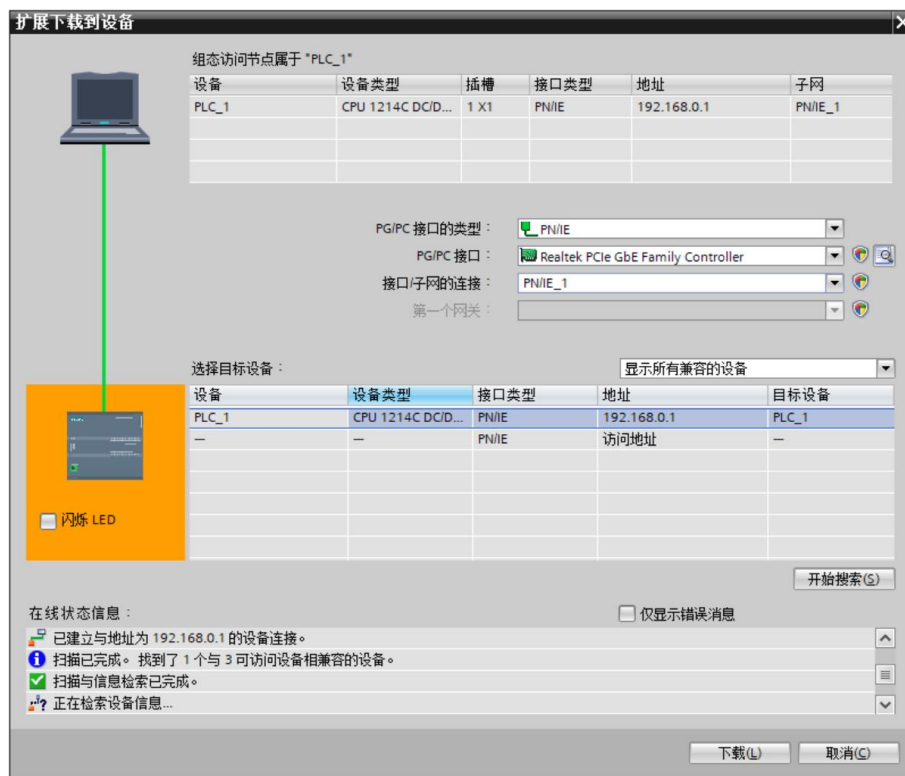 扩展下载到设备
组态访问节点属于 "PLC_1"
设备 设备类型 插槽 接口类型 地址 子网
PLC_1 CPU 1214C DC/D... 1 X1 PN/IE 192.168.0.1 PN/IE_1
PG/PC 接口的类型： PN/IE
PG/PC 接口： Realtek PCIe GbE Family Controller
接口/子网的连接： PN/IE_1
第一个网关：
选择目标设备： 显示所有兼容的设备
设备 设备类型 接口类型 地址 目标设备
PLC_1 CPU 1214C DC/D... PN/IE 192.168.0.1 PLC_1
— — PN/IE 访问地址 —
闪烁 LED
开始搜索(S)
在线状态信息： 仅显示错误消息
已建立与地址为 192.168.0.1 的设备连接。
扫描已完成。找到了 1 个与 3 可访问设备相兼容的设备。
扫描与信息检索已完成。
正在检索设备信息...
下载(L) 取消(C)